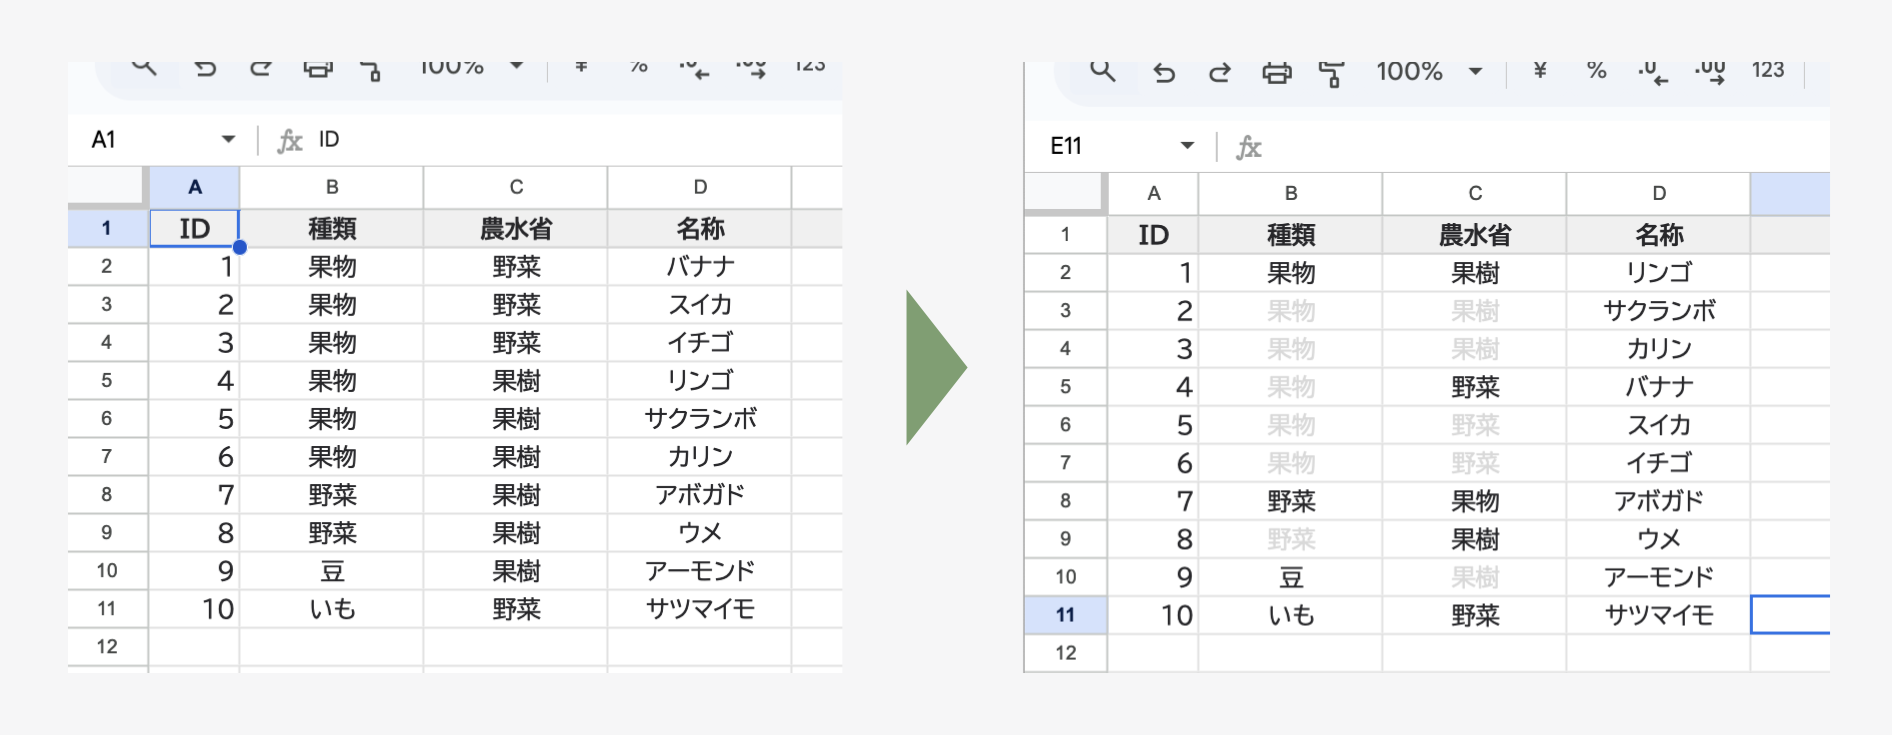 100% ¥ % .0 .00 123
A1 fx ID
A B C D
1 ID 種類 農水省 名称
2 1 果物 野菜 バナナ
3 2 果物 野菜 スイカ
4 3 果物 野菜 イチゴ
5 4 果物 果樹 リンゴ
6 5 果物 果樹 サクランボ
7 6 果物 果樹 カリン
8 7 野菜 果樹 アボガド
9 8 野菜 果樹 ウメ
10 9 豆 果樹 アーモンド
11 10 いも 野菜 サツマイモ
12
100% ¥ % .0 .00 123
E11 fx
A B C D
1 ID 種類 農水省 名称
2 1 果物 果樹 リンゴ
3 2 果物 果樹 サクランボ
4 3 果物 果樹 カリン
5 4 果物 野菜 バナナ
6 5 果物 野菜 スイカ
7 6 果物 野菜 イチゴ
8 7 野菜 果物 アボガド
9 8 野菜 果樹 ウメ
10 9 豆 果樹 アーモンド
11 10 いも 野菜 サツマイモ
12